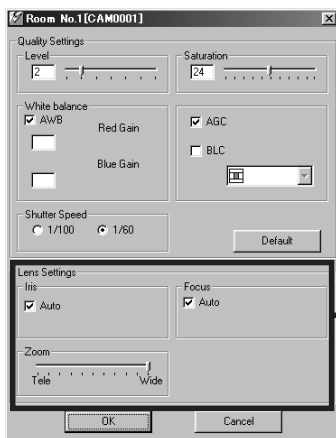 Room No.1[CAM0001]
Quality Settings
Level
2
Saturation
24
White balance
AWB
Red Gain
Blue Gain
AGC
BLC
Shutter Speed
1/100
1/60
Default
Lens Settings
Iris
Auto
Focus
Auto
Zoom
Tele
Wide
OK
Cancel